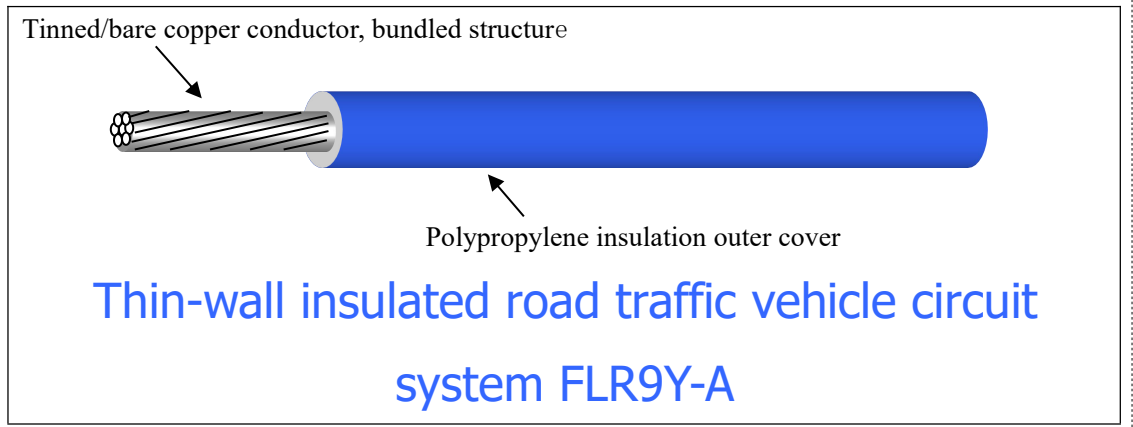 Tinned/bare copper conductor, bundled structure
Polypropylene insulation outer cover
Thin-wall insulated road traffic vehicle circuit
system FLR9Y-A